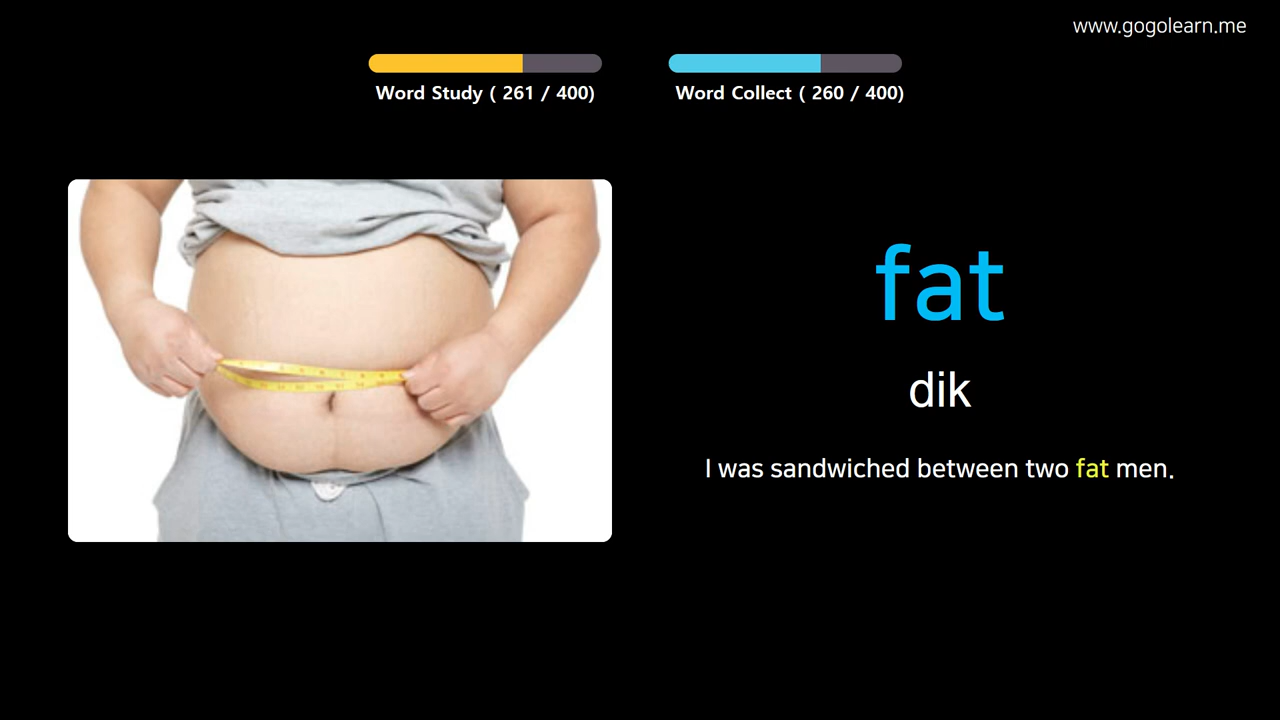 www.gogolearn.me
Word Study ( 261 / 400)
Word Collect ( 260 / 400)
fat
dik
I was sandwiched between two fat men.